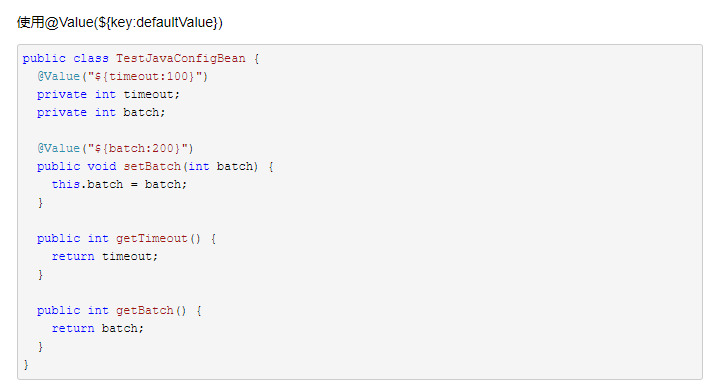 使用@Value(${key:defaultValue})
public class TestJavaConfigBean {
  @Value("${timeout:100}")
  private int timeout;
  private int batch;

  @Value("${batch:200}")
  public void setBatch(int batch) {
    this.batch = batch;
  }

  public int getTimeout() {
    return timeout;
  }

  public int getBatch() {
    return batch;
  }
}